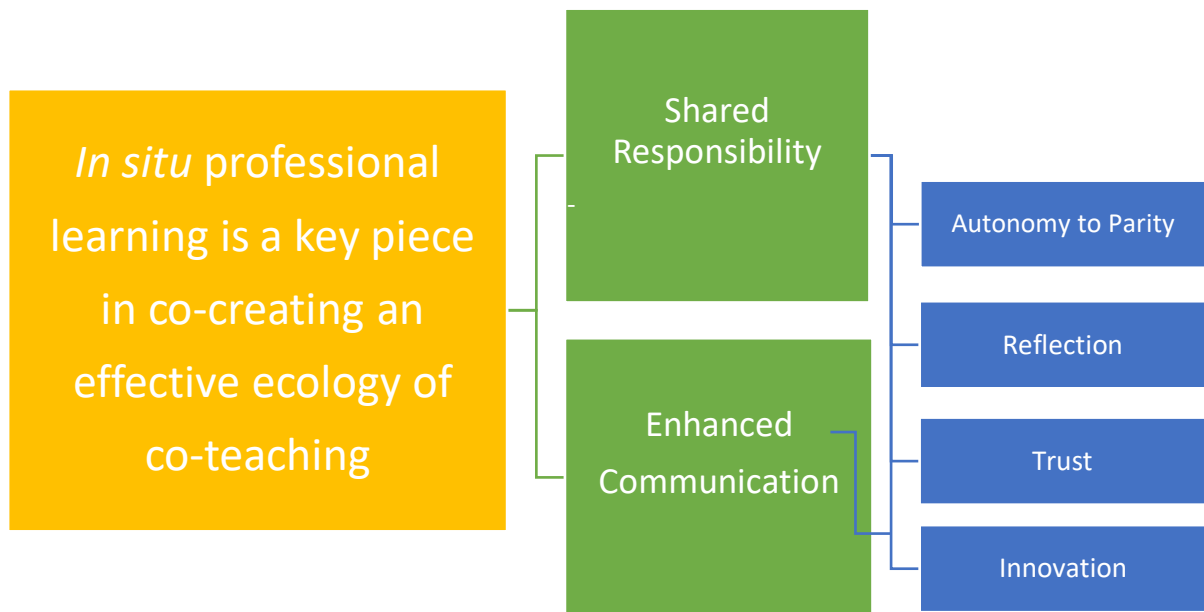 In situ professional
learning is a key piece
in co-creating an
effective ecology of
co-teaching
Shared
Responsibility
-
Enhanced
Communication
Autonomy to Parity
Reflection
Trust
Innovation